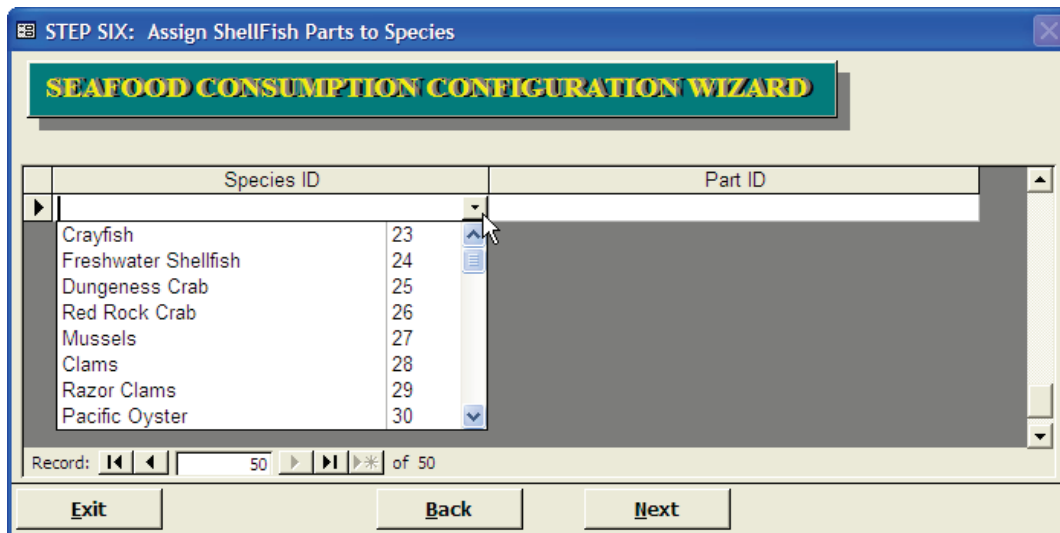 STEP SIX: Assign ShellFish Parts to Species
SEAFOOD CONSUMPTION CONFIGURATION WIZARD
Species ID Part ID
Crayfish 23
Freshwater Shellfish 24
Dungeness Crab 25
Red Rock Crab 26
Mussels 27
Clams 28
Razor Clams 29
Pacific Oyster 30
Record: 50 of 50
Exit Back Next